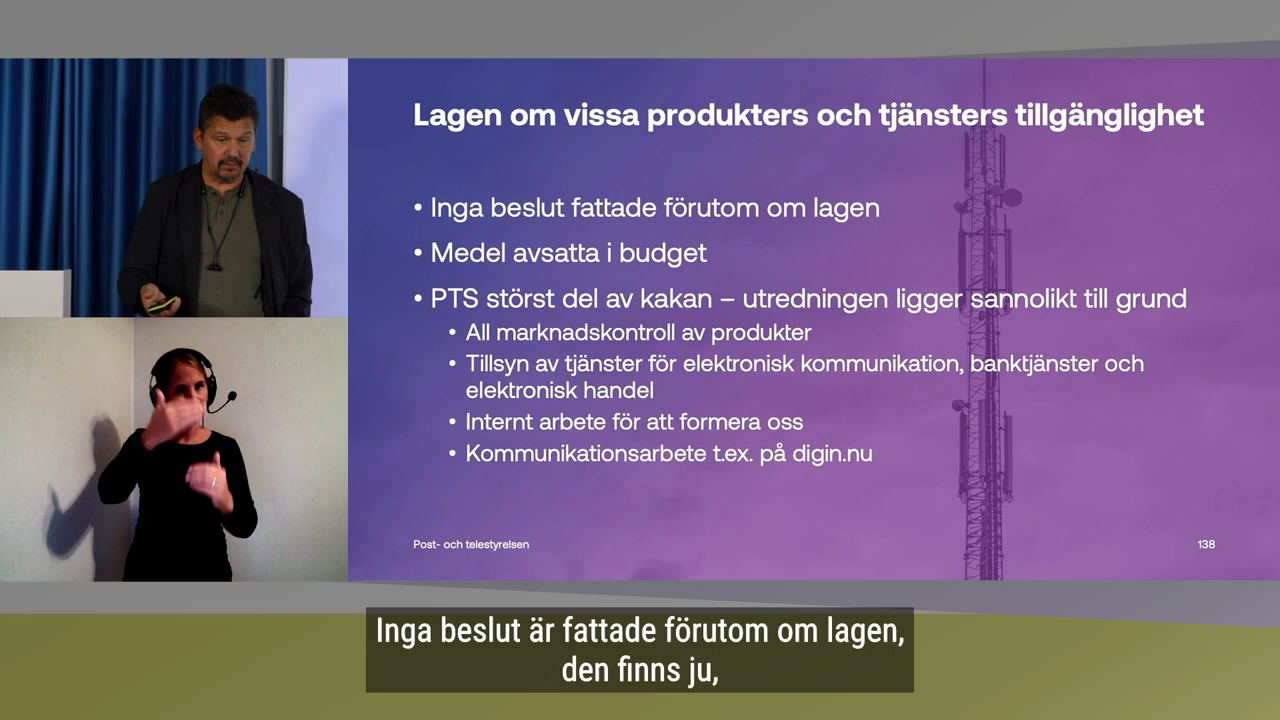 Lagen om vissa produkters och tjänsters tillgänglighet
• Inga beslut fattade förutom om lagen
• Medel avsatta i budget
• PTS störst del av kakan – utredningen ligger sannolikt till grund
• All marknadskontroll av produkter
• Tillsyn av tjänster för elektronisk kommunikation, banktjänster och
elektronisk handel
• Internt arbete för att formera oss
• Kommunikationsarbete t.ex. på digin.nu
Post- och telestyrelsen
138
Inga beslut är fattade förutom om lagen,
den finns ju,